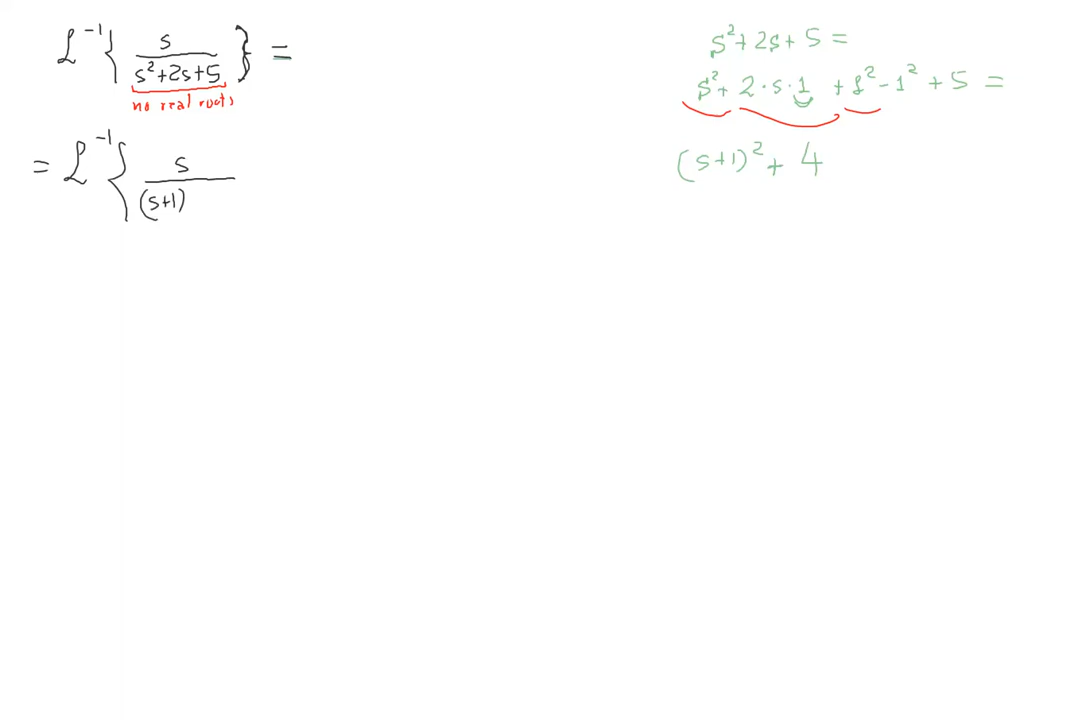 ℒ⁻¹{ s / (s²+2s+5) } =
no real roots
= ℒ⁻¹{ s / (s+1)
s²+2s+5=
s²+2·s·1 +1²-1²+5=
(s+1)²+4